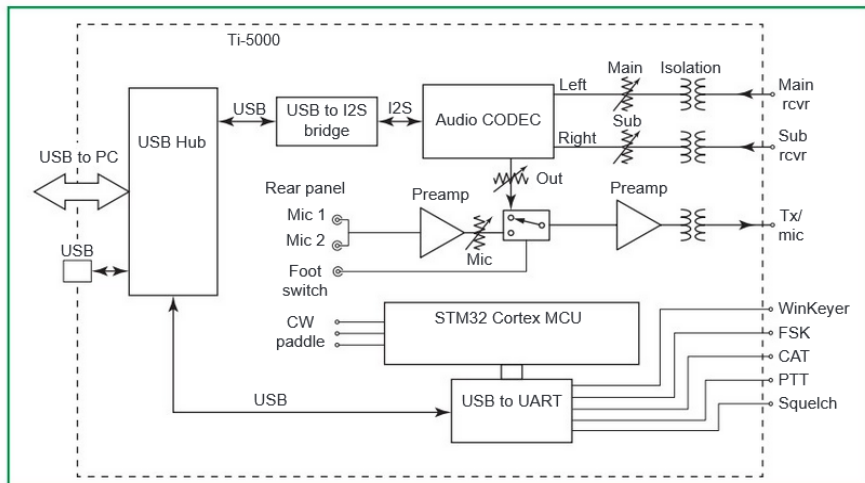 Ti-5000
Main
Isolation
Left
Main
rcvr
USB
USB to I2S
bridge
I2S
Audio CODEC
Sub
Right
Sub
rcvr
USB Hub
USB to PC
Out
Rear panel
Preamp
Preamp
Mic 1
Mic 2
Mic
Tx/
mic
USB
Foot
switch
CW
paddle
STM32 Cortex MCU
WinKeyer
FSK
CAT
PTT
Squelch
USB to UART
USB